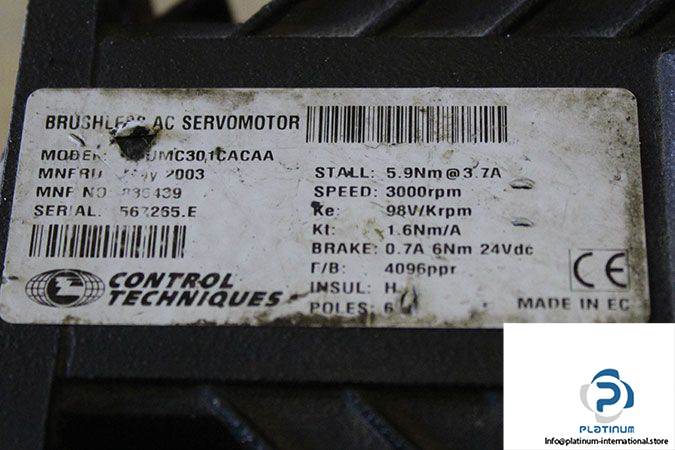 BRUSHLESS AC SERVOMOTOR
MODEL: UMC301CACAA
MNFRD 2003
MNF NO
SERIAL: 567265.E
CONTROL
TECHNIQUES
STALL: 5.9Nm@3.7A
SPEED: 3000rpm
Ke: 98V/Krpm
Kt: 1.6Nm/A
BRAKE: 0.7A 6Nm 24Vdc
F/B: 4096ppr
INSUL: H
POLES: 6
CE
MADE IN EC
PLATINUM
Info@platinum-international.store